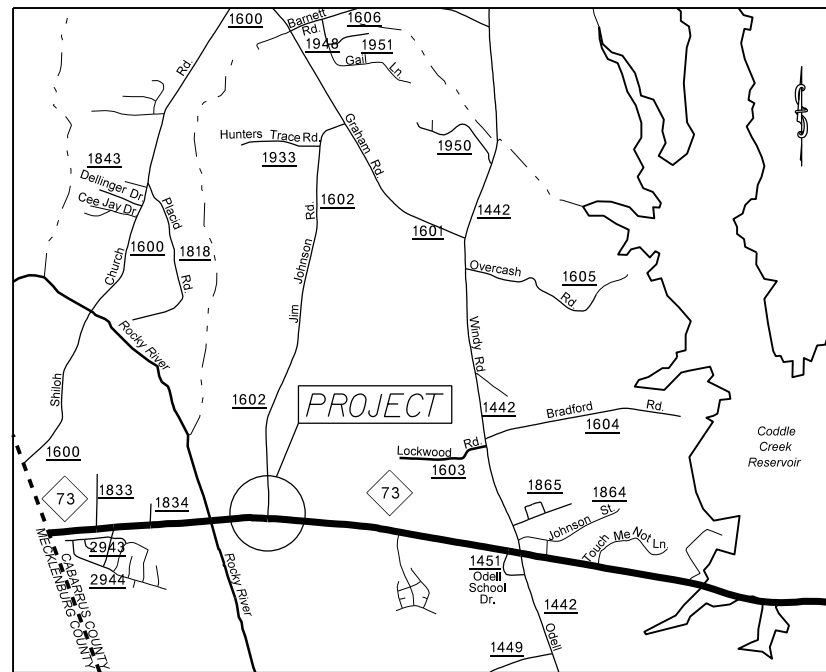 1600
Barnett Rd.
1606
1948
1951
Gail Ln.
Rd.
Graham Rd
Hunters Trace Rd.
1933
1950
1843
Dellinger Dr.
Cee Jay Dr.
Placid Rd.
1602
Rd.
1442
1601
1600
1818
Church
Johnson
Overcash Rd
1605
Jim
Rocky River
Windy Rd
Shiloh
1602
PROJECT
1442
Bradford Rd.
1604
Lockwood Rd.
1603
Coddle
Creek
Reservoir
1600
73
1833
1834
73
1865
1864
Johnson St.
Touch Me Not Ln.
2943
2944
MECKLENBURG COUNTY
CABARRUS COUNTY
Rocky River
1451
Odell
School
Dr.
1442
Odell
1449